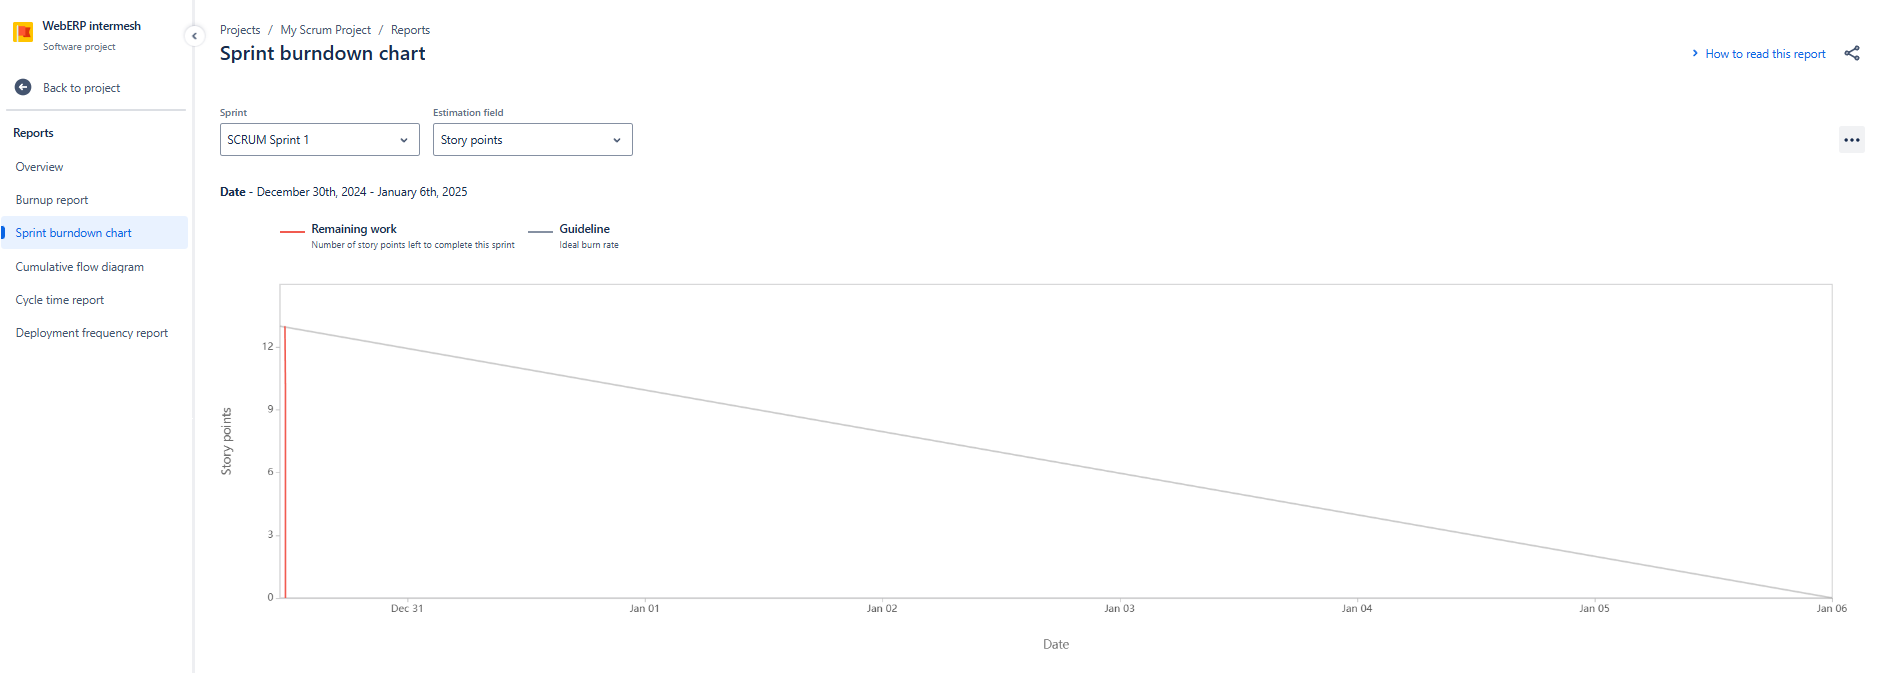 WebERP intermesh
Software project
Back to project
Reports
Overview
Burnup report
Sprint burndown chart
Cumulative flow diagram
Cycle time report
Deployment frequency report
Projects / My Scrum Project / Reports
Sprint burndown chart
How to read this report
Sprint
SCRUM Sprint 1
Estimation field
Story points
Date - December 30th, 2024 - January 6th, 2025
Remaining work
Number of story points left to complete this sprint
Guideline
Ideal burn rate
Story points
12
9
6
3
0
Dec 31 Jan 01 Jan 02 Jan 03 Jan 04 Jan 05 Jan 06
Date